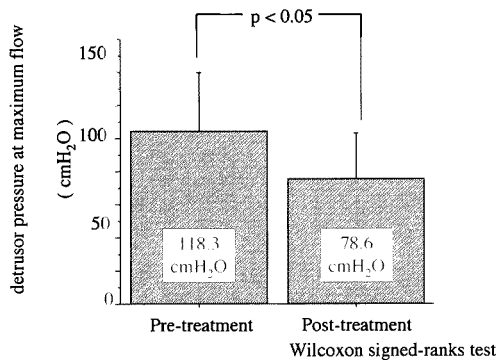 p < 0.05
detrusor pressure at maximum flow
( cmH₂O )
150
100
50
0
118.3
cmH₂O
78.6
cmH₂O
Pre-treatment
Post-treatment
Wilcoxon signed-ranks test